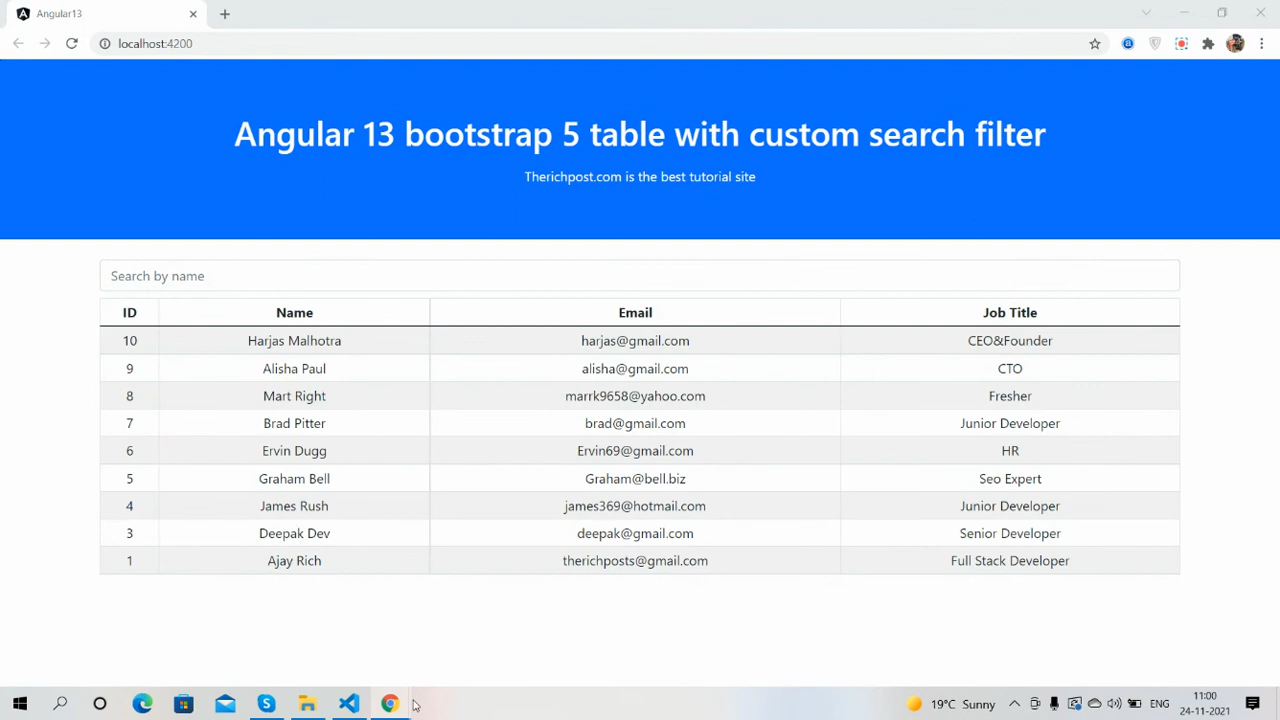 Angular13
localhost:4200
Angular 13 bootstrap 5 table with custom search filter
Therichpost.com is the best tutorial site
Search by name
ID Name Email Job Title
10 Harjas Malhotra harjas@gmail.com CEO&Founder
9 Alisha Paul alisha@gmail.com CTO
8 Mart Right marrk9658@yahoo.com Fresher
7 Brad Pitter brad@gmail.com Junior Developer
6 Ervin Dugg Ervin69@gmail.com HR
5 Graham Bell Graham@bell.biz Seo Expert
4 James Rush james369@hotmail.com Junior Developer
3 Deepak Dev deepak@gmail.com Senior Developer
1 Ajay Rich therichposts@gmail.com Full Stack Developer
19°C Sunny ENG 11:00
24-11-2021